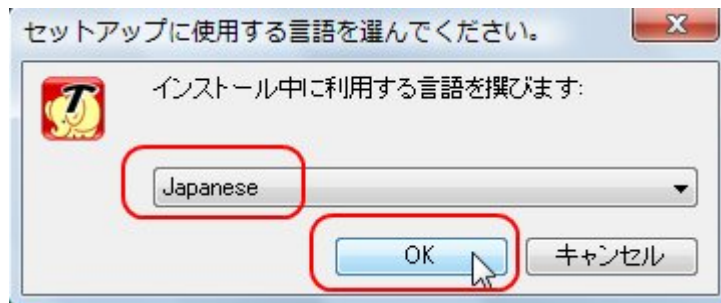 セットアップに使用する言語を選んでください。
インストール中に利用する言語を撰びます:
Japanese
OK キャンセル